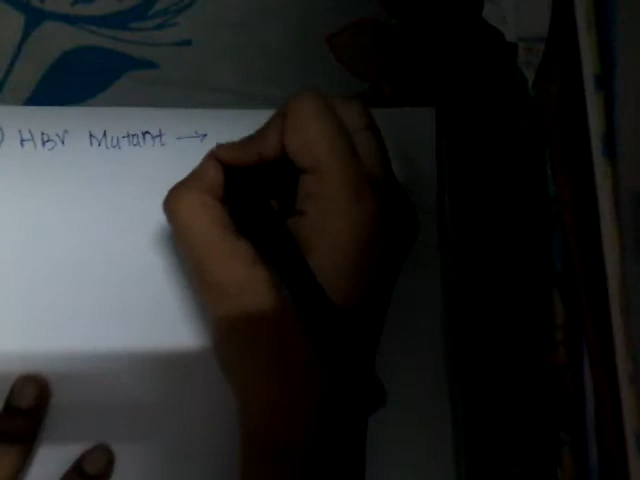 ) HBV Mutant →